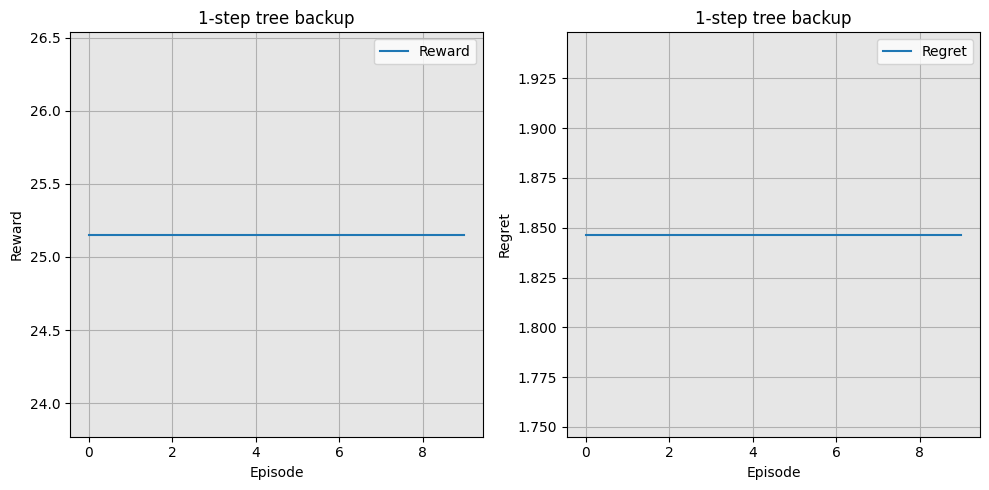 1-step tree backup
Reward
26.5
26.0
25.5
25.0
24.5
24.0
Reward
0 2 4 6 8
Episode
1-step tree backup
Regret
1.925
1.900
1.875
1.850
1.825
1.800
1.775
1.750
Regret
0 2 4 6 8
Episode